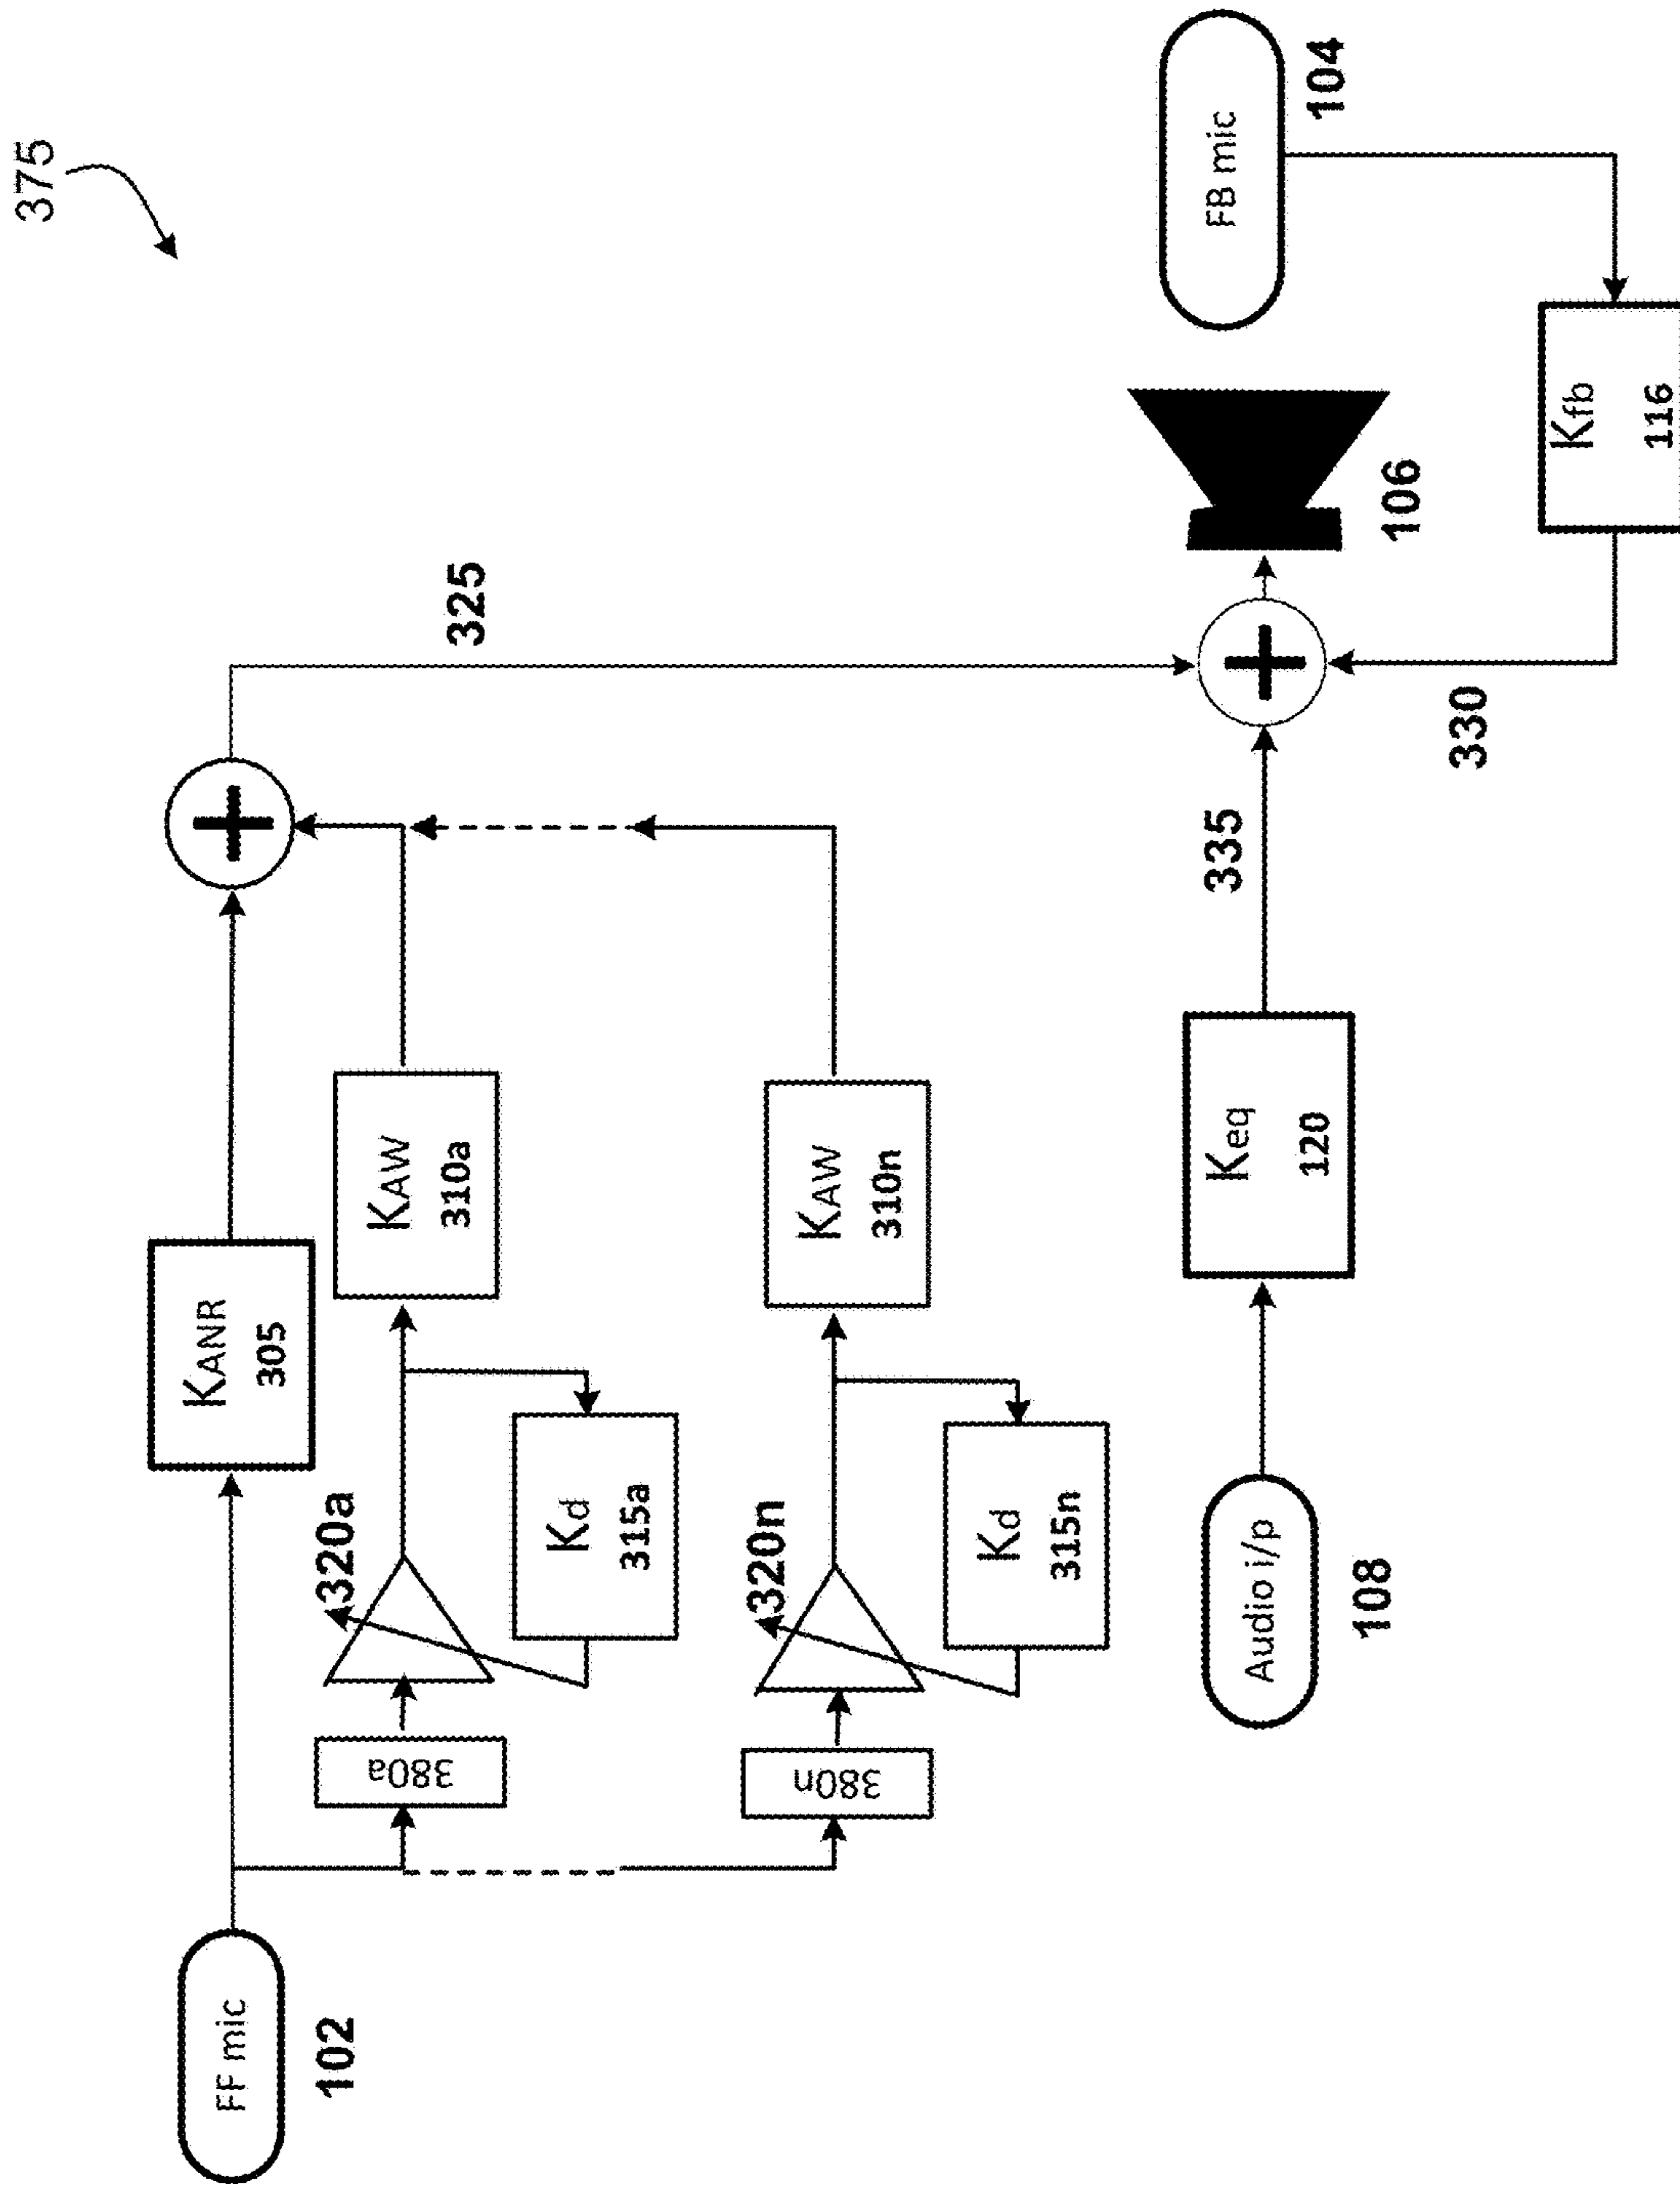 375
FF mic
102
KANR
305
320a
380a
Kd
315a
KAW
310a
320n
380n
Kd
315n
KAW
310n
325
Audio i/p
108
Keq
120
335
330
106
FB mic
104
Kfb
116